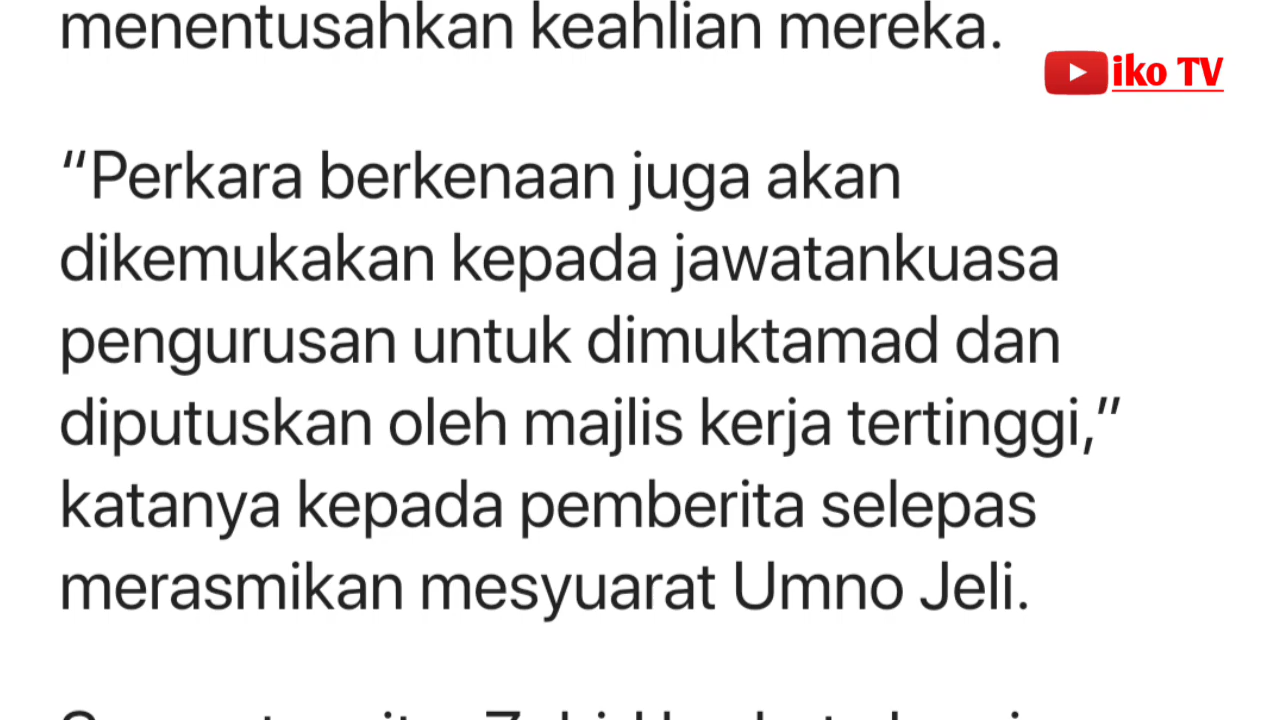 menentusahkan keahlian mereka.
iko TV
“Perkara berkenaan juga akan
dikemukakan kepada jawatankuasa
pengurusan untuk dimuktamad dan
diputuskan oleh majlis kerja tertinggi,”
katanya kepada pemberita selepas
merasmikan mesyuarat Umno Jeli.